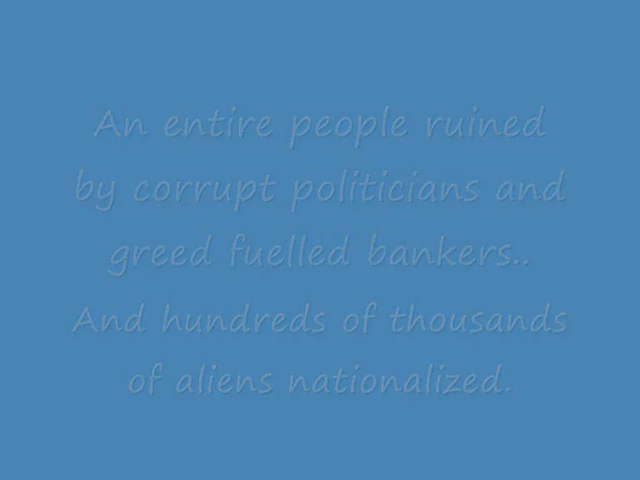 An entire people ruined
by corrupt politicians and
greed fuelled bankers..
And hundreds of thousands
of aliens nationalized.